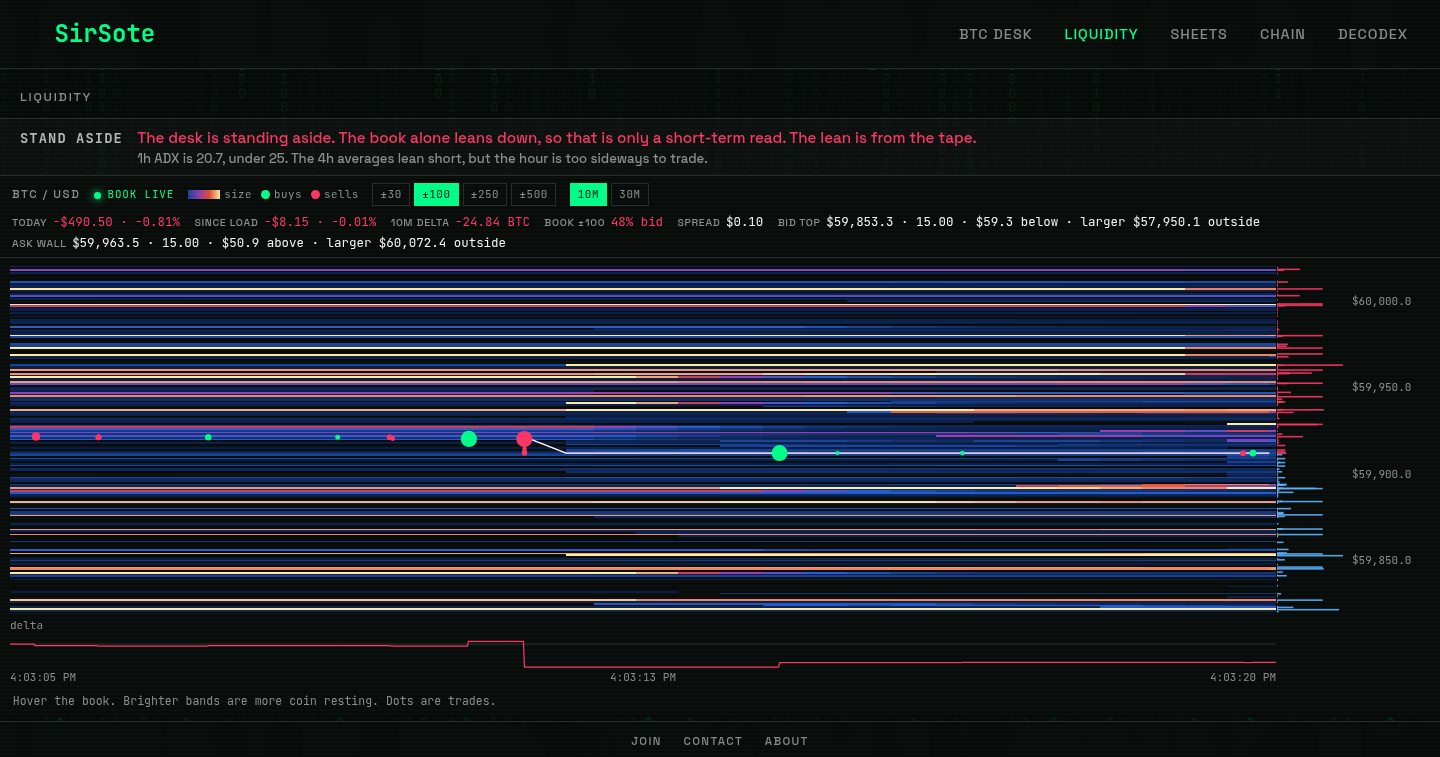 SirSote
BTC DESK LIQUIDITY SHEETS CHAIN DECODEX
LIQUIDITY
STAND ASIDE The desk is standing aside. The book alone leans down, so that is only a short-term read. The lean is from the tape.
1h ADX is 20.7, under 25. The 4h averages lean short, but the hour is too sideways to trade.
BTC / USD BOOK LIVE size buys sells ±30 ±100 ±250 ±500 10M 30M
TODAY -$490.50 · -0.81% SINCE LOAD -$8.15 · -0.01% 10M DELTA -24.84 BTC BOOK ±100 48% bid SPREAD $0.10 BID TOP $59,853.3 · 15.00 · $59.3 below · larger $57,950.1 outside
ASK WALL $59,963.5 · 15.00 · $50.9 above · larger $60,072.4 outside
$60,000.0
$59,950.0
$59,900.0
$59,850.0
delta
4:03:05 PM 4:03:13 PM 4:03:20 PM
Hover the book. Brighter bands are more coin resting. Dots are trades.
JOIN CONTACT ABOUT